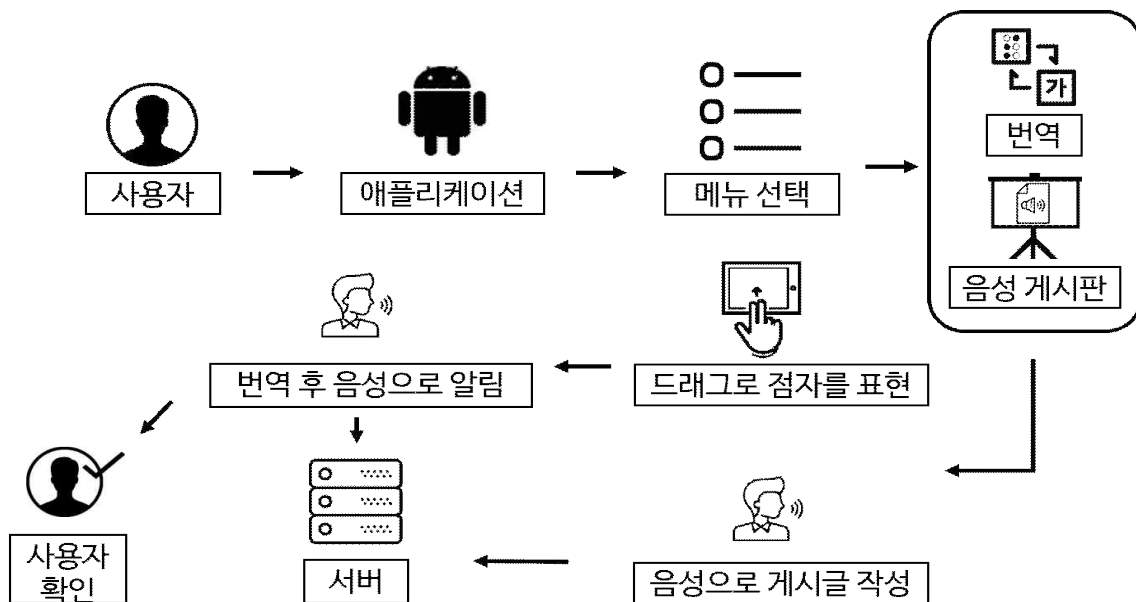 사용자
애플리케이션
메뉴 선택
가
번역
음성 게시판
번역 후 음성으로 알림
드래그로 점자를 표현
사용자
확인
서버
음성으로 게시글 작성